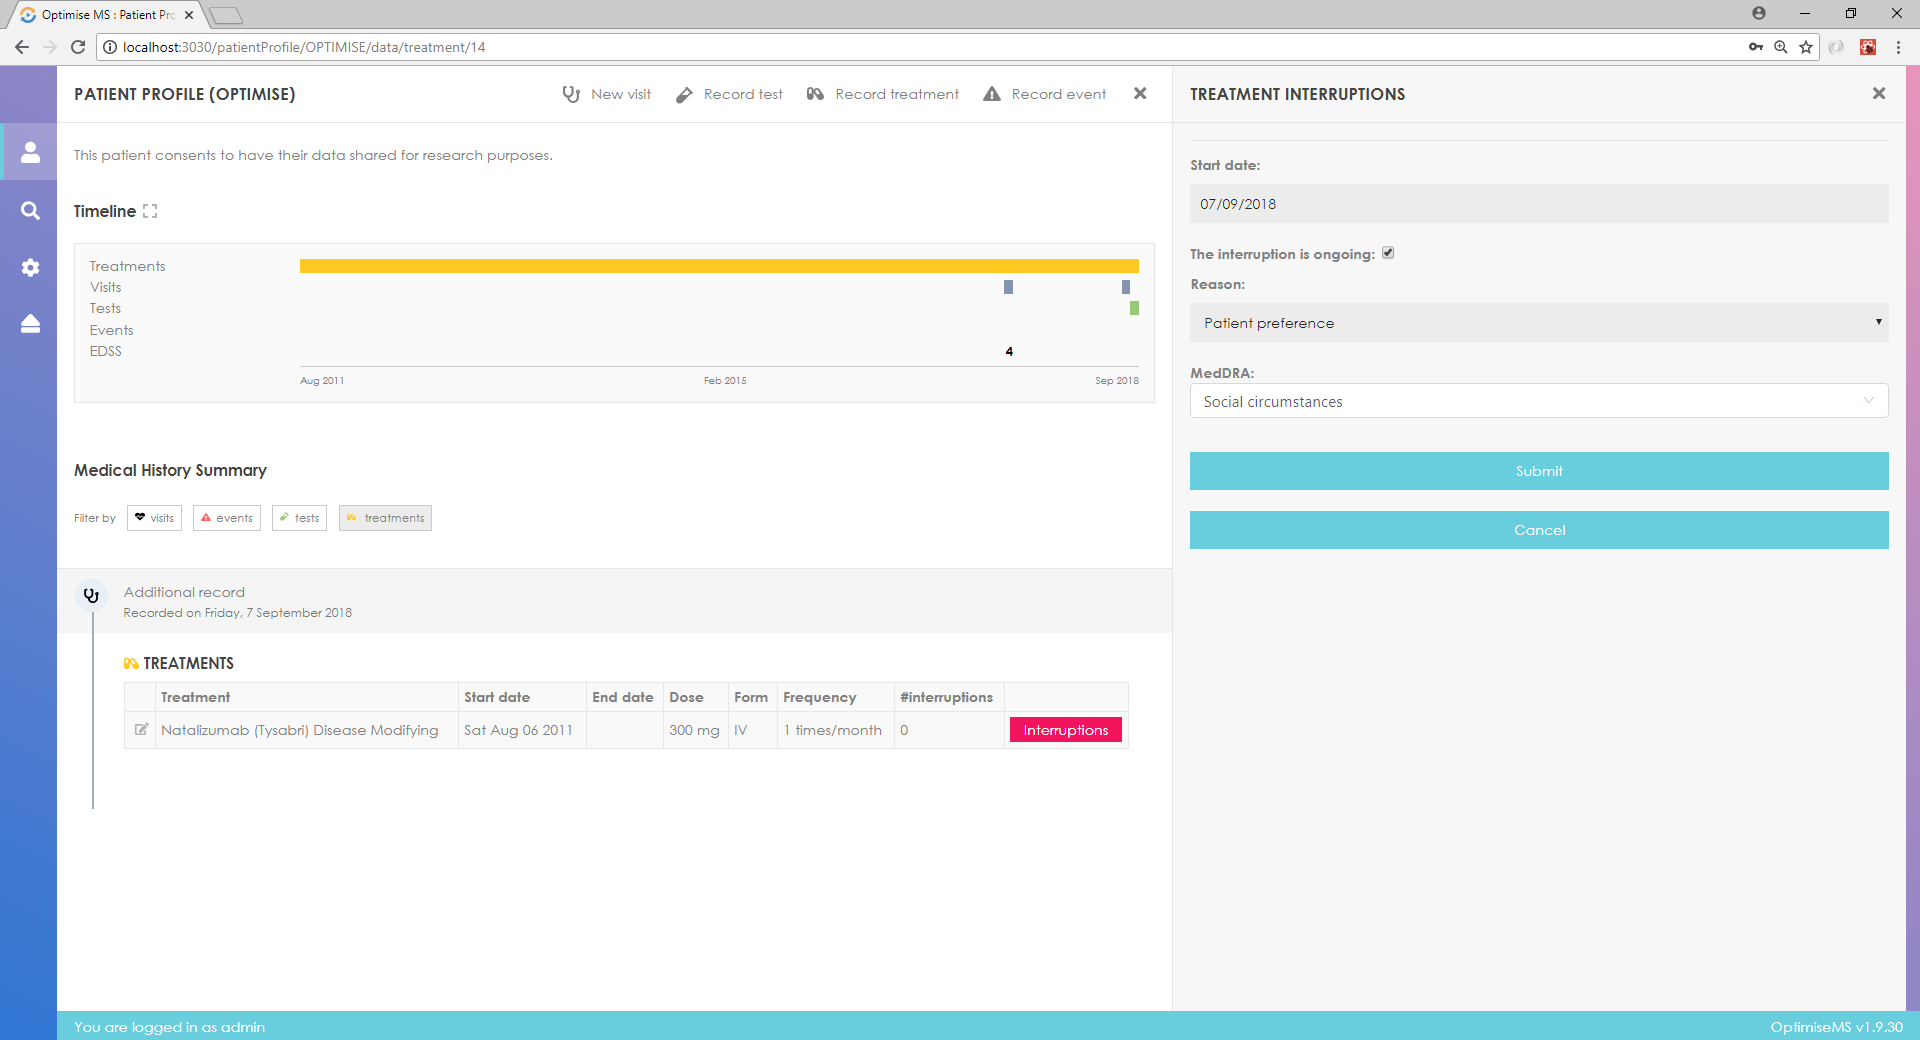 Optimise MS : Patient Pro
localhost:3030/patientProfile/OPTIMISE/data/treatment/14
PATIENT PROFILE (OPTIMISE)
New visit
Record test
Record treatment
Record event
This patient consents to have their data shared for research purposes.
Timeline
Treatments
Visits
Tests
Events
EDSS
4
Aug 2011
Feb 2015
Sep 2018
Medical History Summary
Filter by
visits
events
tests
treatments
Additional record
Recorded on Friday, 7 September 2018
TREATMENTS
Treatment Start date End date Dose Form Frequency #interruptions
Natalizumab (Tysabri) Disease Modifying Sat Aug 06 2011 300 mg IV 1 times/month 0 Interruptions
TREATMENT INTERRUPTIONS
Start date:
07/09/2018
The interruption is ongoing:
Reason:
Patient preference
MedDRA:
Social circumstances
Submit
Cancel
You are logged in as admin
OptimiseMS v1.9.30